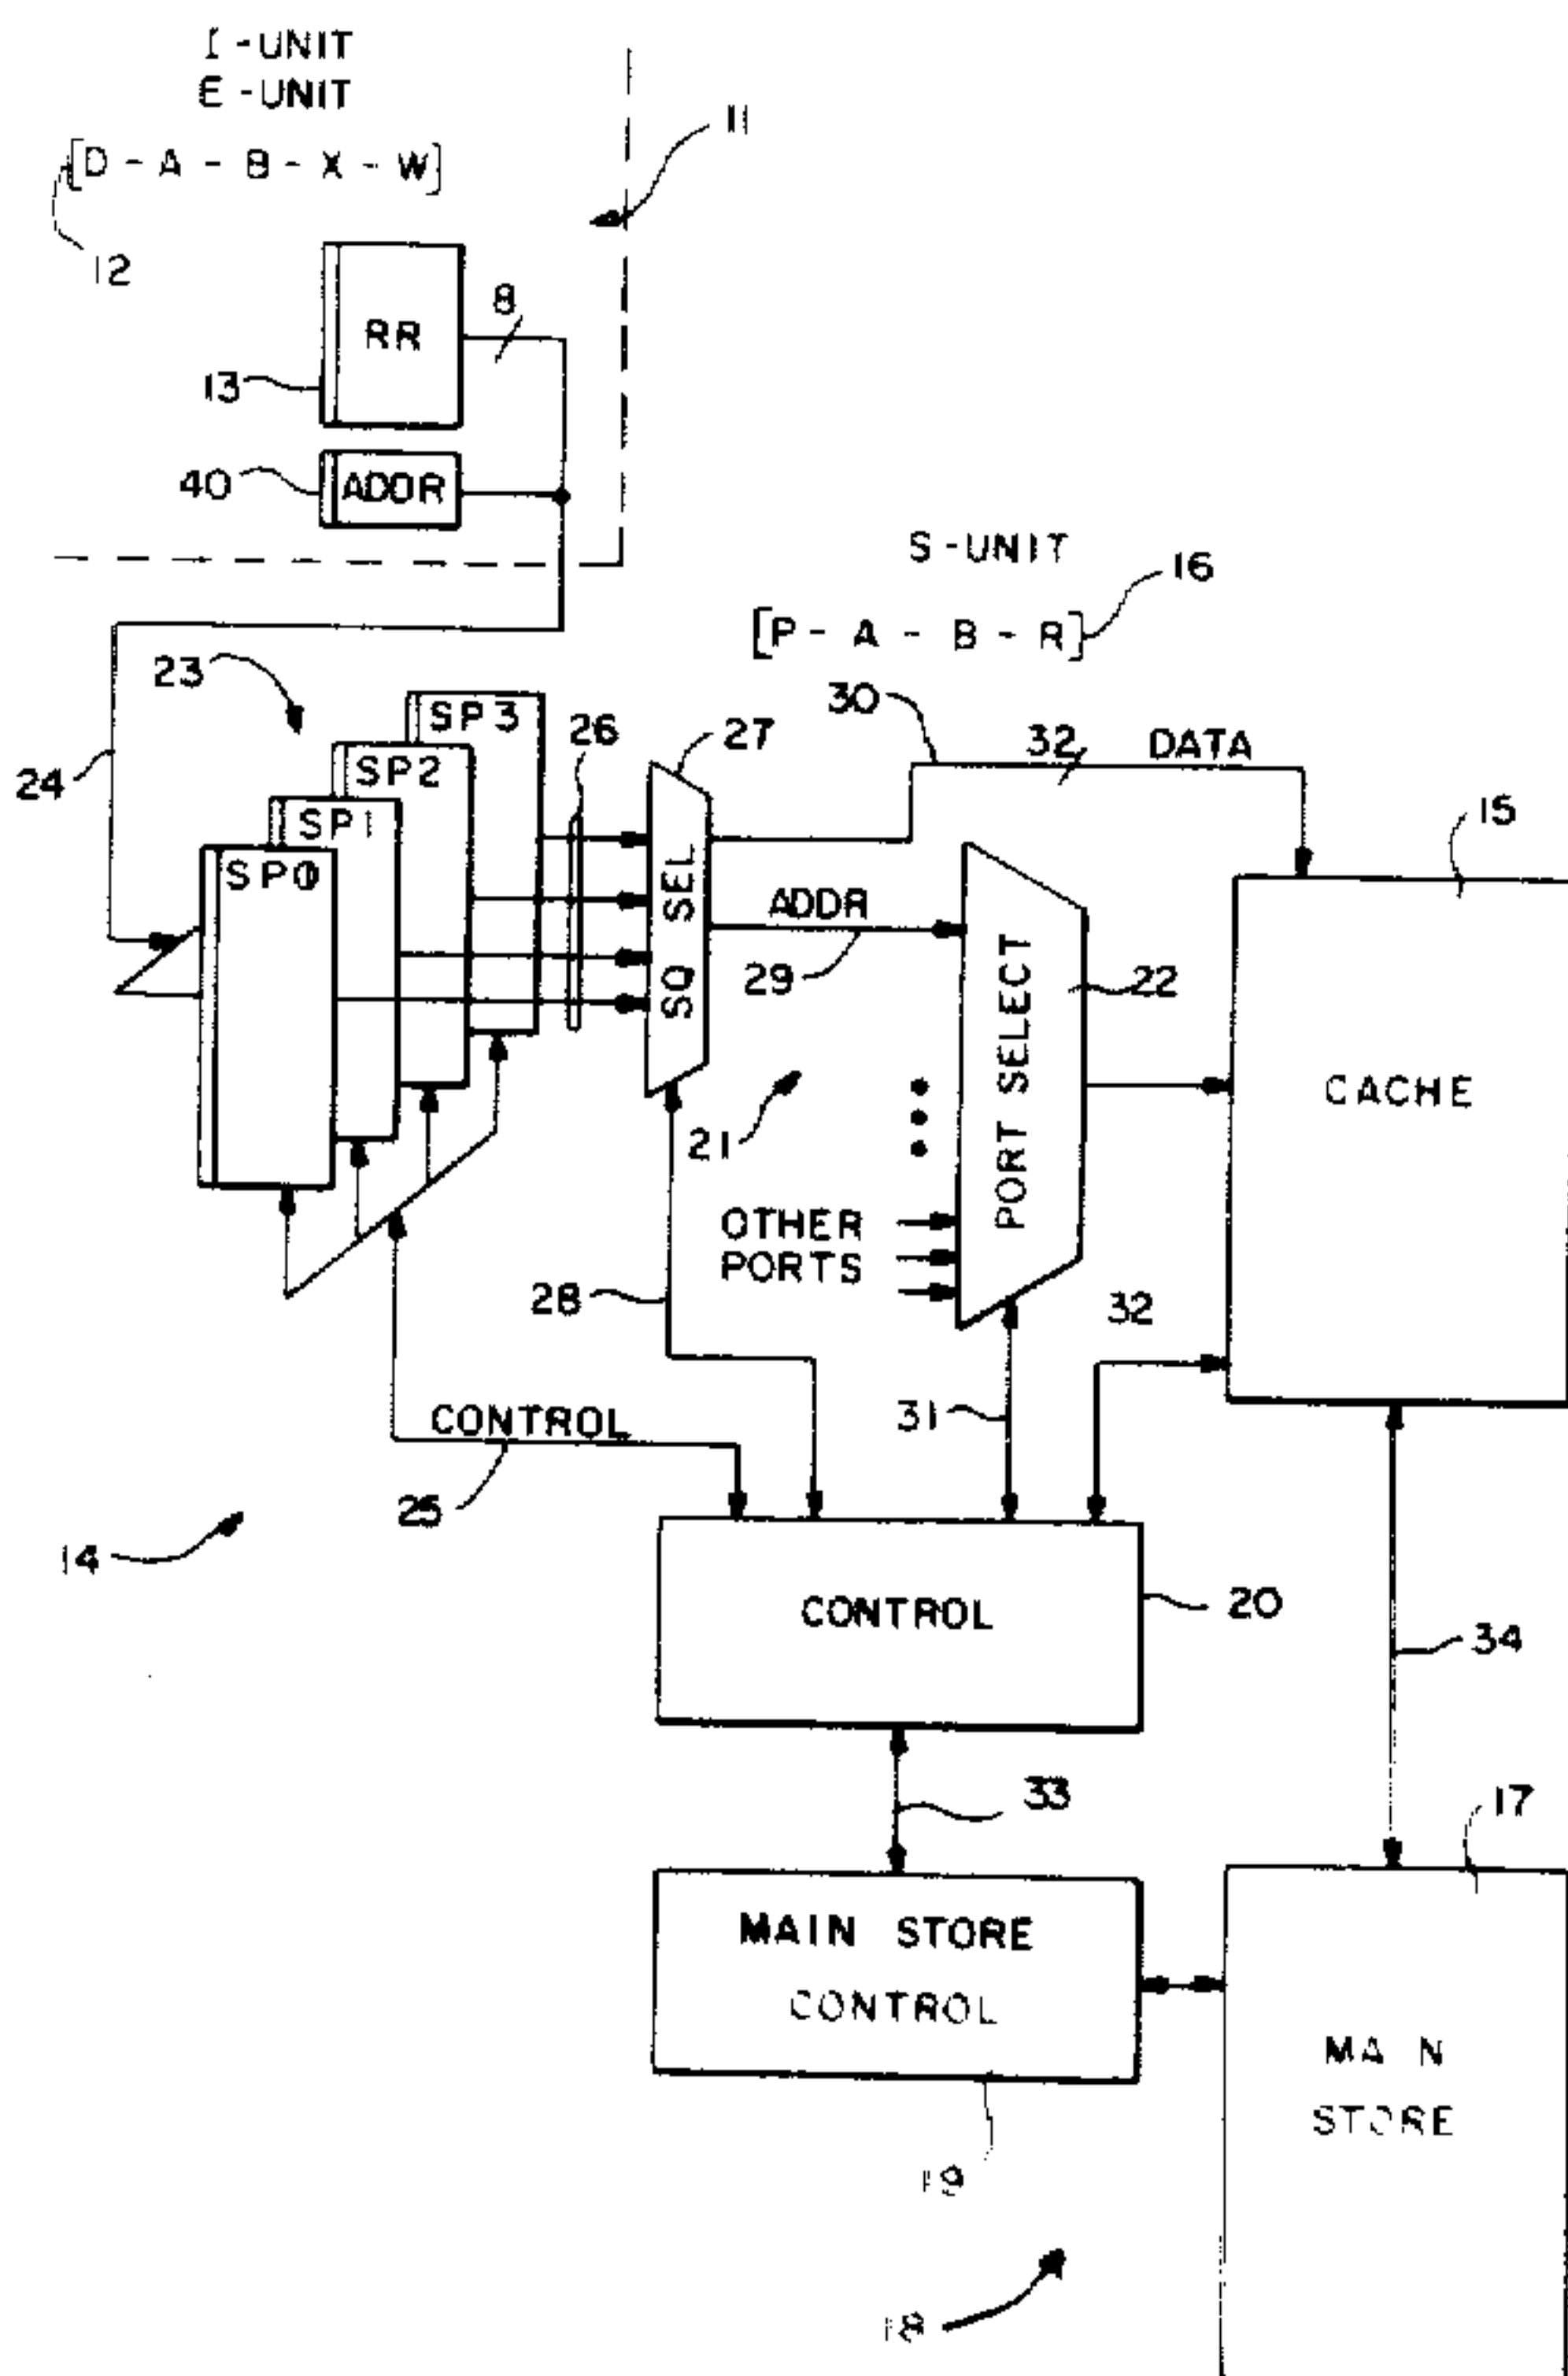 I-UNIT
E-UNIT
[D-A-B-X-W]
11
12
RR
8
13
40
ADDR
S-UNIT
16
[P-A-B-R]
23
SP3
30
26
27
32
DATA
SP2
24
SP1
15
SP0
SQ SEL
ADDR
29
22
PORT SELECT
CACHE
21
OTHER
PORTS
28
32
31
CONTROL
25
14
CONTROL
20
34
33
17
MAIN STORE
CONTROL
MAIN
STORE
19
18